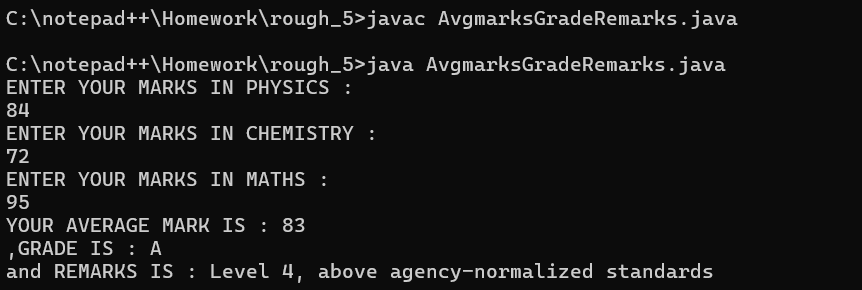 C:\notepad++\Homework\rough_5>javac AvgmarksGradeRemarks.java
C:\notepad++\Homework\rough_5>java AvgmarksGradeRemarks.java
ENTER YOUR MARKS IN PHYSICS :
84
ENTER YOUR MARKS IN CHEMISTRY :
72
ENTER YOUR MARKS IN MATHS :
95
YOUR AVERAGE MARK IS : 83
,GRADE IS : A
and REMARKS IS : Level 4, above agency-normalized standards